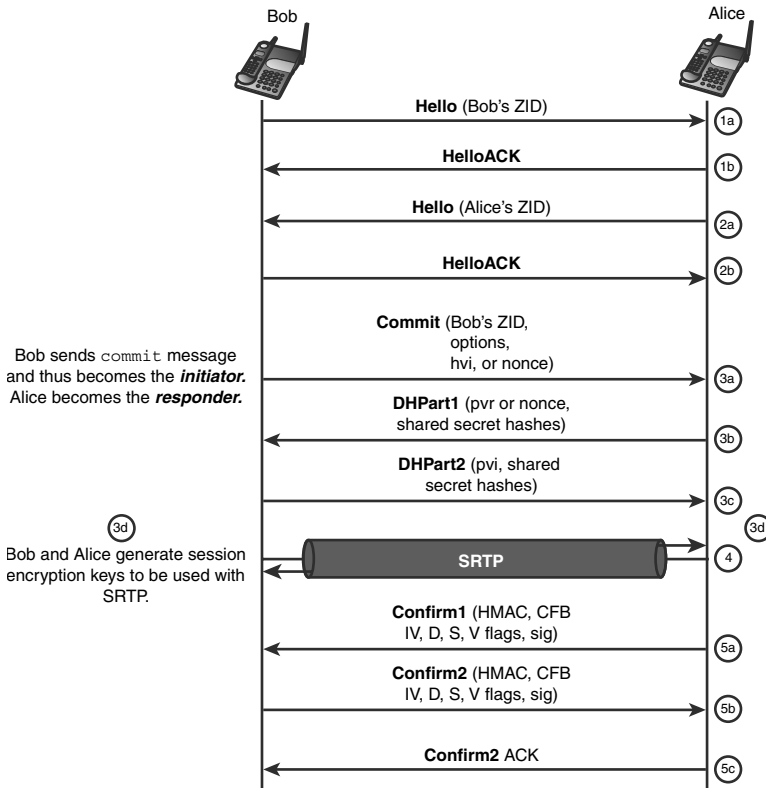 Bob
Alice
Hello (Bob's ZID)
1a
HelloACK
1b
Hello (Alice's ZID)
2a
HelloACK
2b
Commit (Bob's ZID,
options,
hvi, or nonce)
3a
Bob sends commit message
and thus becomes the initiator.
Alice becomes the responder.
DHPart1 (pvr or nonce,
shared secret hashes)
3b
DHPart2 (pvi, shared
secret hashes)
3c
3d
3d
Bob and Alice generate session
encryption keys to be used with
SRTP.
SRTP
4
Confirm1 (HMAC, CFB
IV, D, S, V flags, sig)
5a
Confirm2 (HMAC, CFB
IV, D, S, V flags, sig)
5b
Confirm2 ACK
5c